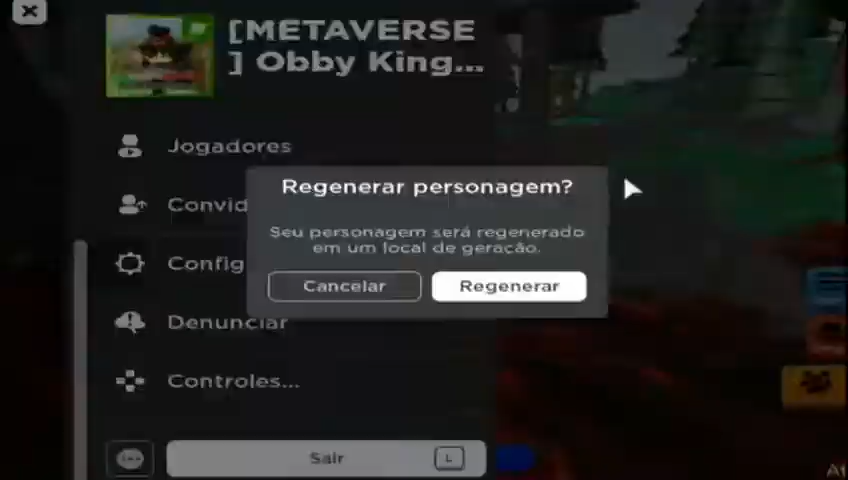 [METAVERSE
] Obby King...
Jogadores
Convid
Config
Denunciar
Controles...
Sair
L
Regenerar personagem?
Seu personagem será regenerado
em um local de geração.
Cancelar
Regenerar